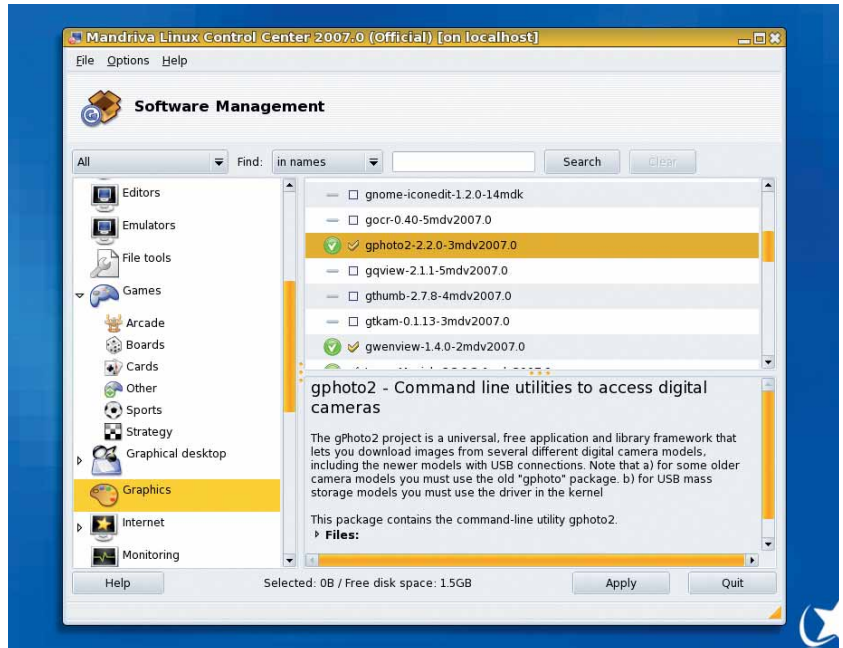 Mandriva Linux Control Center 2007.0 (Official) [on localhost]
File Options Help
Software Management
All
Find:
in names
Search
Clear
Editors
Emulators
File tools
Games
Arcade
Boards
Cards
Other
Sports
Strategy
Graphical desktop
Graphics
Internet
Monitoring
gnome-iconedit-1.2.0-14mdk
gocr-0.40-5mdv2007.0
gphoto2-2.2.0-3mdv2007.0
gqview-2.1.1-5mdv2007.0
gthumb-2.7.8-4mdv2007.0
gtkam-0.1.13-3mdv2007.0
gwenview-1.4.0-2mdv2007.0
gphoto2 - Command line utilities to access digital
cameras
The gPhoto2 project is a universal, free application and library framework that
lets you download images from several different digital camera models,
including the newer models with USB connections. Note that a) for some older
camera models you must use the old "gphoto" package. b) for USB mass
storage models you must use the driver in the kernel
This package contains the command-line utility gphoto2.
Files:
Help
Selected: 0B / Free disk space: 1.5GB
Apply
Quit